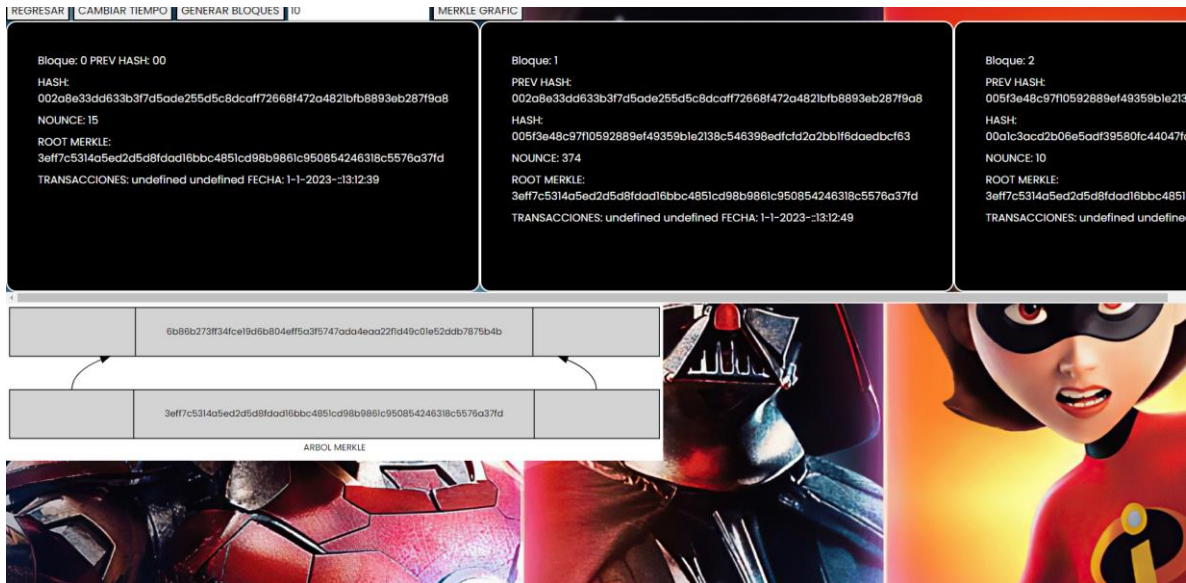 REGRESAR CAMBIAR TIEMPO GENERAR BLOQUES 10 MERKLE GRAFIC
Bloque: 0 PREV HASH: 00
HASH:
002a8e33dd633b3f7d5ade255d5c8dcaff72668f472a4821bfb8893eb287f9a8
NOUNCE: 15
ROOT MERKLE:
3eff7c5314a5ed2d5d8fdad16bbc4851cd98b9861c950854246318c5576a37fd
TRANSACCIONES: undefined undefined FECHA: 1-1-2023-::13:12:39
Bloque: 1
PREV HASH:
002a8e33dd633b3f7d5ade255d5c8dcaff72668f472a4821bfb8893eb287f9a8
HASH:
005f3e48c97f10592889ef49359b1e2138c546398edfcfd2a2bb1f6daedbcf63
NOUNCE: 374
ROOT MERKLE:
3eff7c5314a5ed2d5d8fdad16bbc4851cd98b9861c950854246318c5576a37fd
TRANSACCIONES: undefined undefined FECHA: 1-1-2023-::13:12:49
Bloque: 2
PREV HASH:
005f3e48c97f10592889ef49359b1e213
HASH:
00a1c3acd2b06e5adf39580fc44047f
NOUNCE: 10
ROOT MERKLE:
3eff7c5314a5ed2d5d8fdad16bbc4851
TRANSACCIONES: undefined undefine
6b86b273ff34fce19d6b804eff5a3f5747ada4eaa22f1d49c01e52ddb7875b4b
3eff7c5314a5ed2d5d8fdad16bbc4851cd98b9861c950854246318c5576a37fd
ARBOL MERKLE